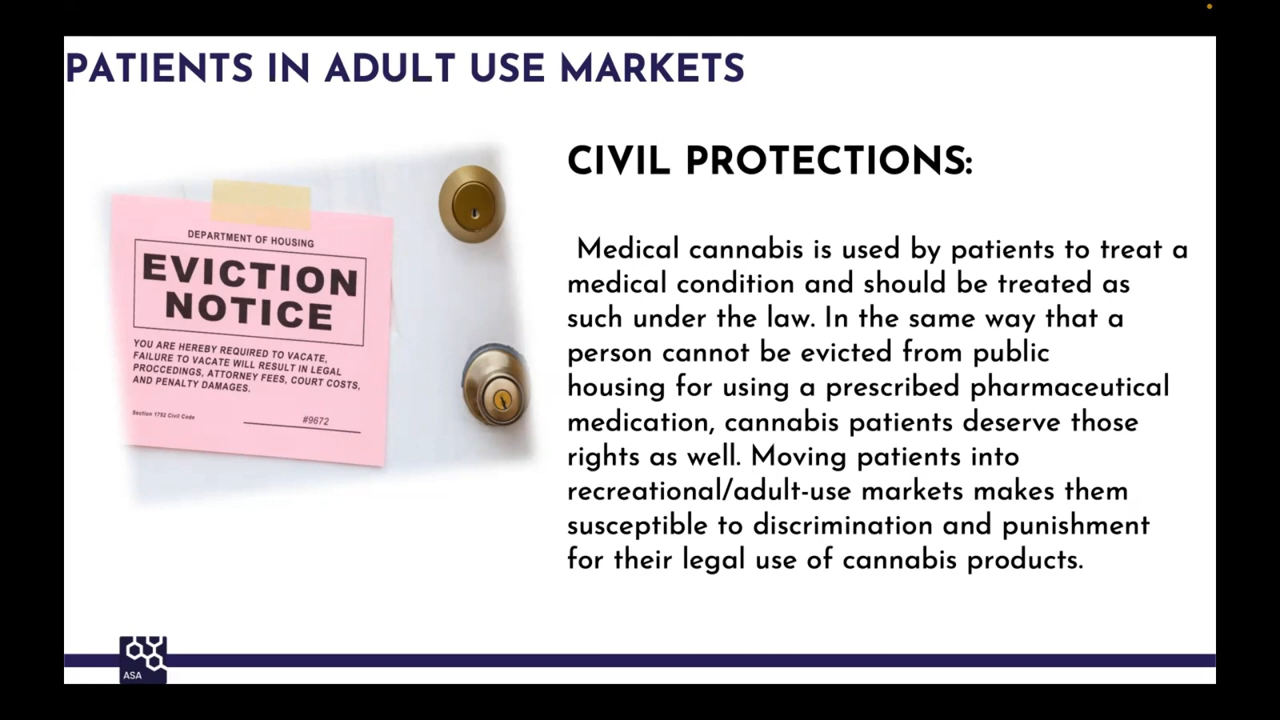 PATIENTS IN ADULT USE MARKETS
DEPARTMENT OF HOUSING
EVICTION
NOTICE
YOU ARE HEREBY REQUIRED TO VACATE,
FAILURE TO VACATE WILL RESULT IN LEGAL
PROCCEDINGS, ATTORNEY FEES, COURT COSTS,
AND PENALTY DAMAGES.
Section 1792 Civil Code
#9672
CIVIL PROTECTIONS:
Medical cannabis is used by patients to treat a
medical condition and should be treated as
such under the law. In the same way that a
person cannot be evicted from public
housing for using a prescribed pharmaceutical
medication, cannabis patients deserve those
rights as well. Moving patients into
recreational/adult-use markets makes them
susceptible to discrimination and punishment
for their legal use of cannabis products.
ASA